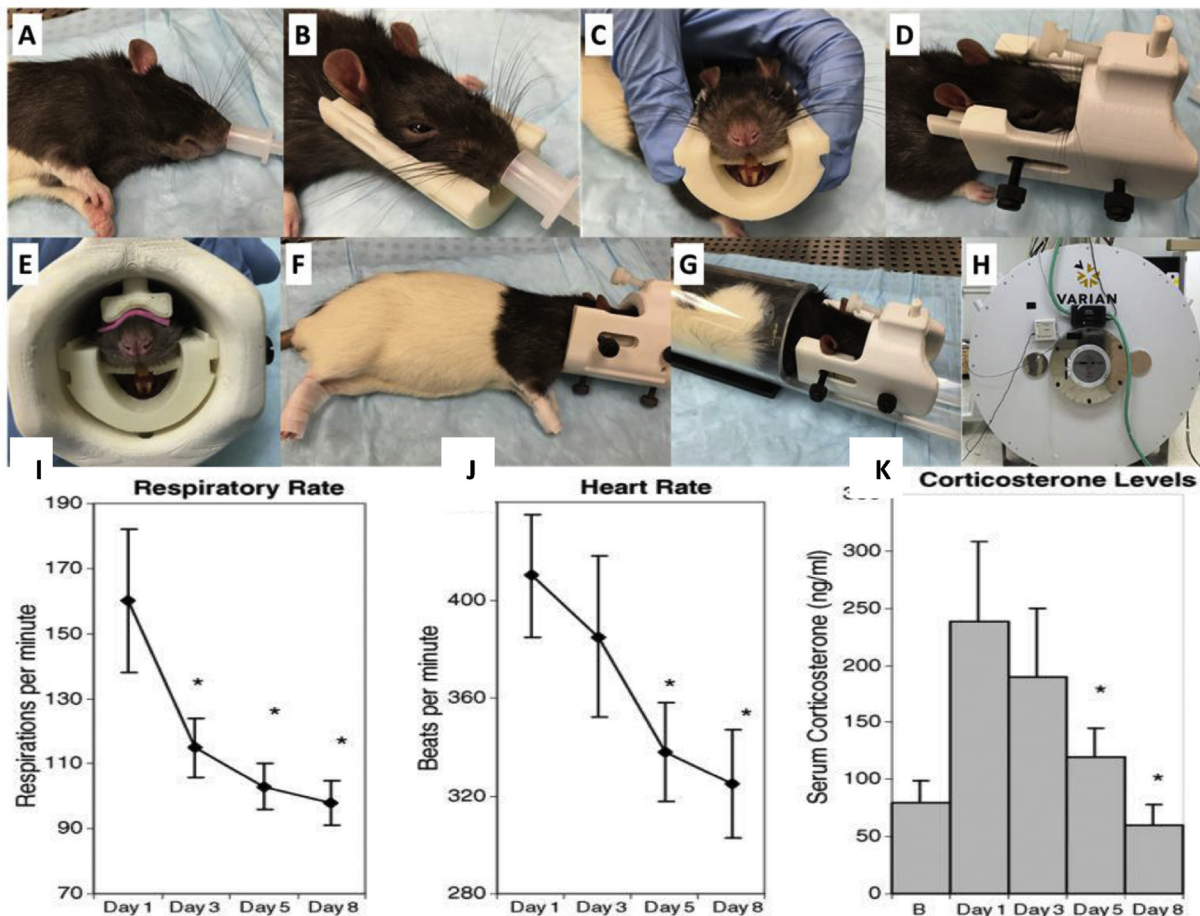 A
B
C
D
E
F
G
H
VARIAN
I
J
K
Respiratory Rate
Respirations per minute
190
170
150
130
110
90
70
Day 1 Day 3 Day 5 Day 8
*
*
*
Heart Rate
Beats per minute
400
360
320
280
Day 1 Day 3 Day 5 Day 8
*
*
Corticosterone Levels
Serum Corticosterone (ng/ml)
300
250
200
150
100
50
0
B Day 1 Day 3 Day 5 Day 8
*
*